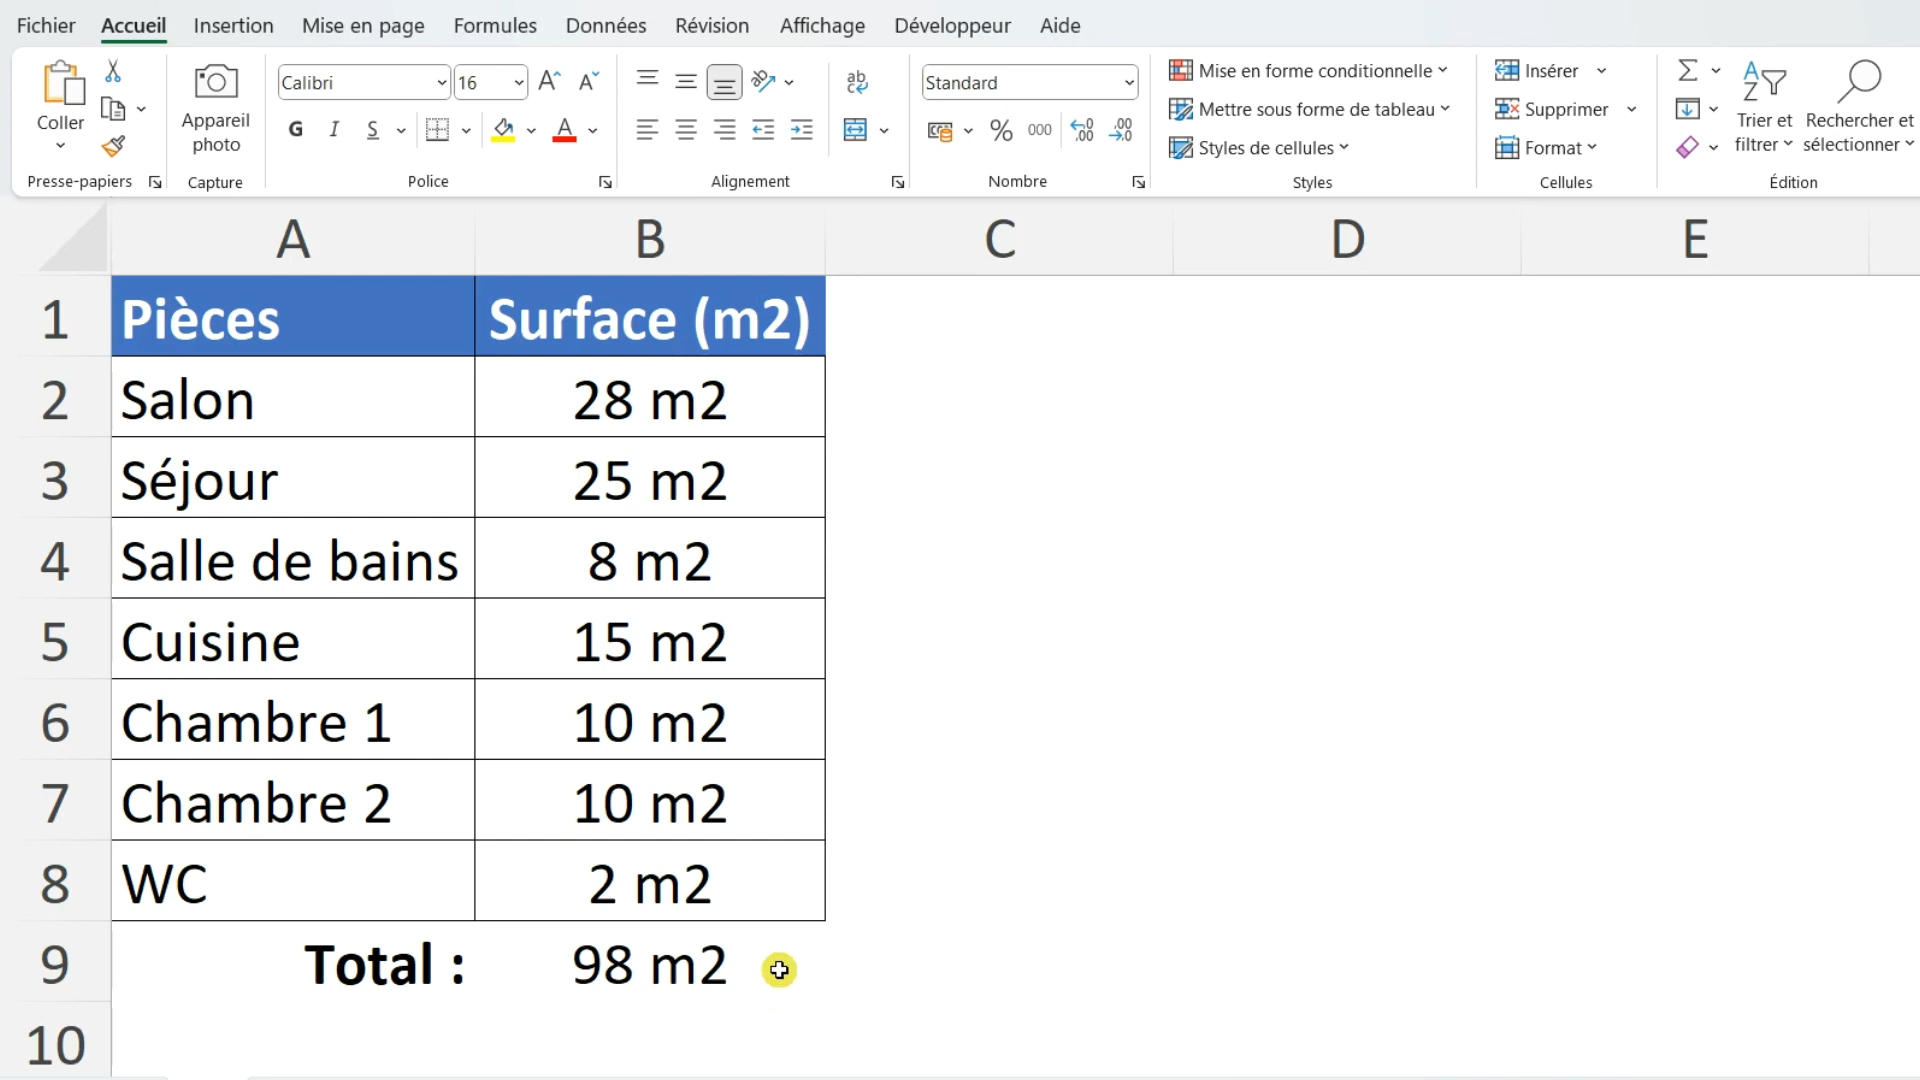 Fichier Accueil Insertion Mise en page Formules Données Révision Affichage Développeur Aide
Coller
Appareil photo
Calibri 16
G I S
A
ab
Standard
% 000
Mise en forme conditionnelle
Mettre sous forme de tableau
Styles de cellules
Insérer
Supprimer
Format
Trier et filtrer
Rechercher et sélectionner
Presse-papiers Capture Police Alignement Nombre Styles Cellules Édition
A B C D E
1 Pièces Surface (m2)
2 Salon 28 m2
3 Séjour 25 m2
4 Salle de bains 8 m2
5 Cuisine 15 m2
6 Chambre 1 10 m2
7 Chambre 2 10 m2
8 WC 2 m2
9 Total : 98 m2
10